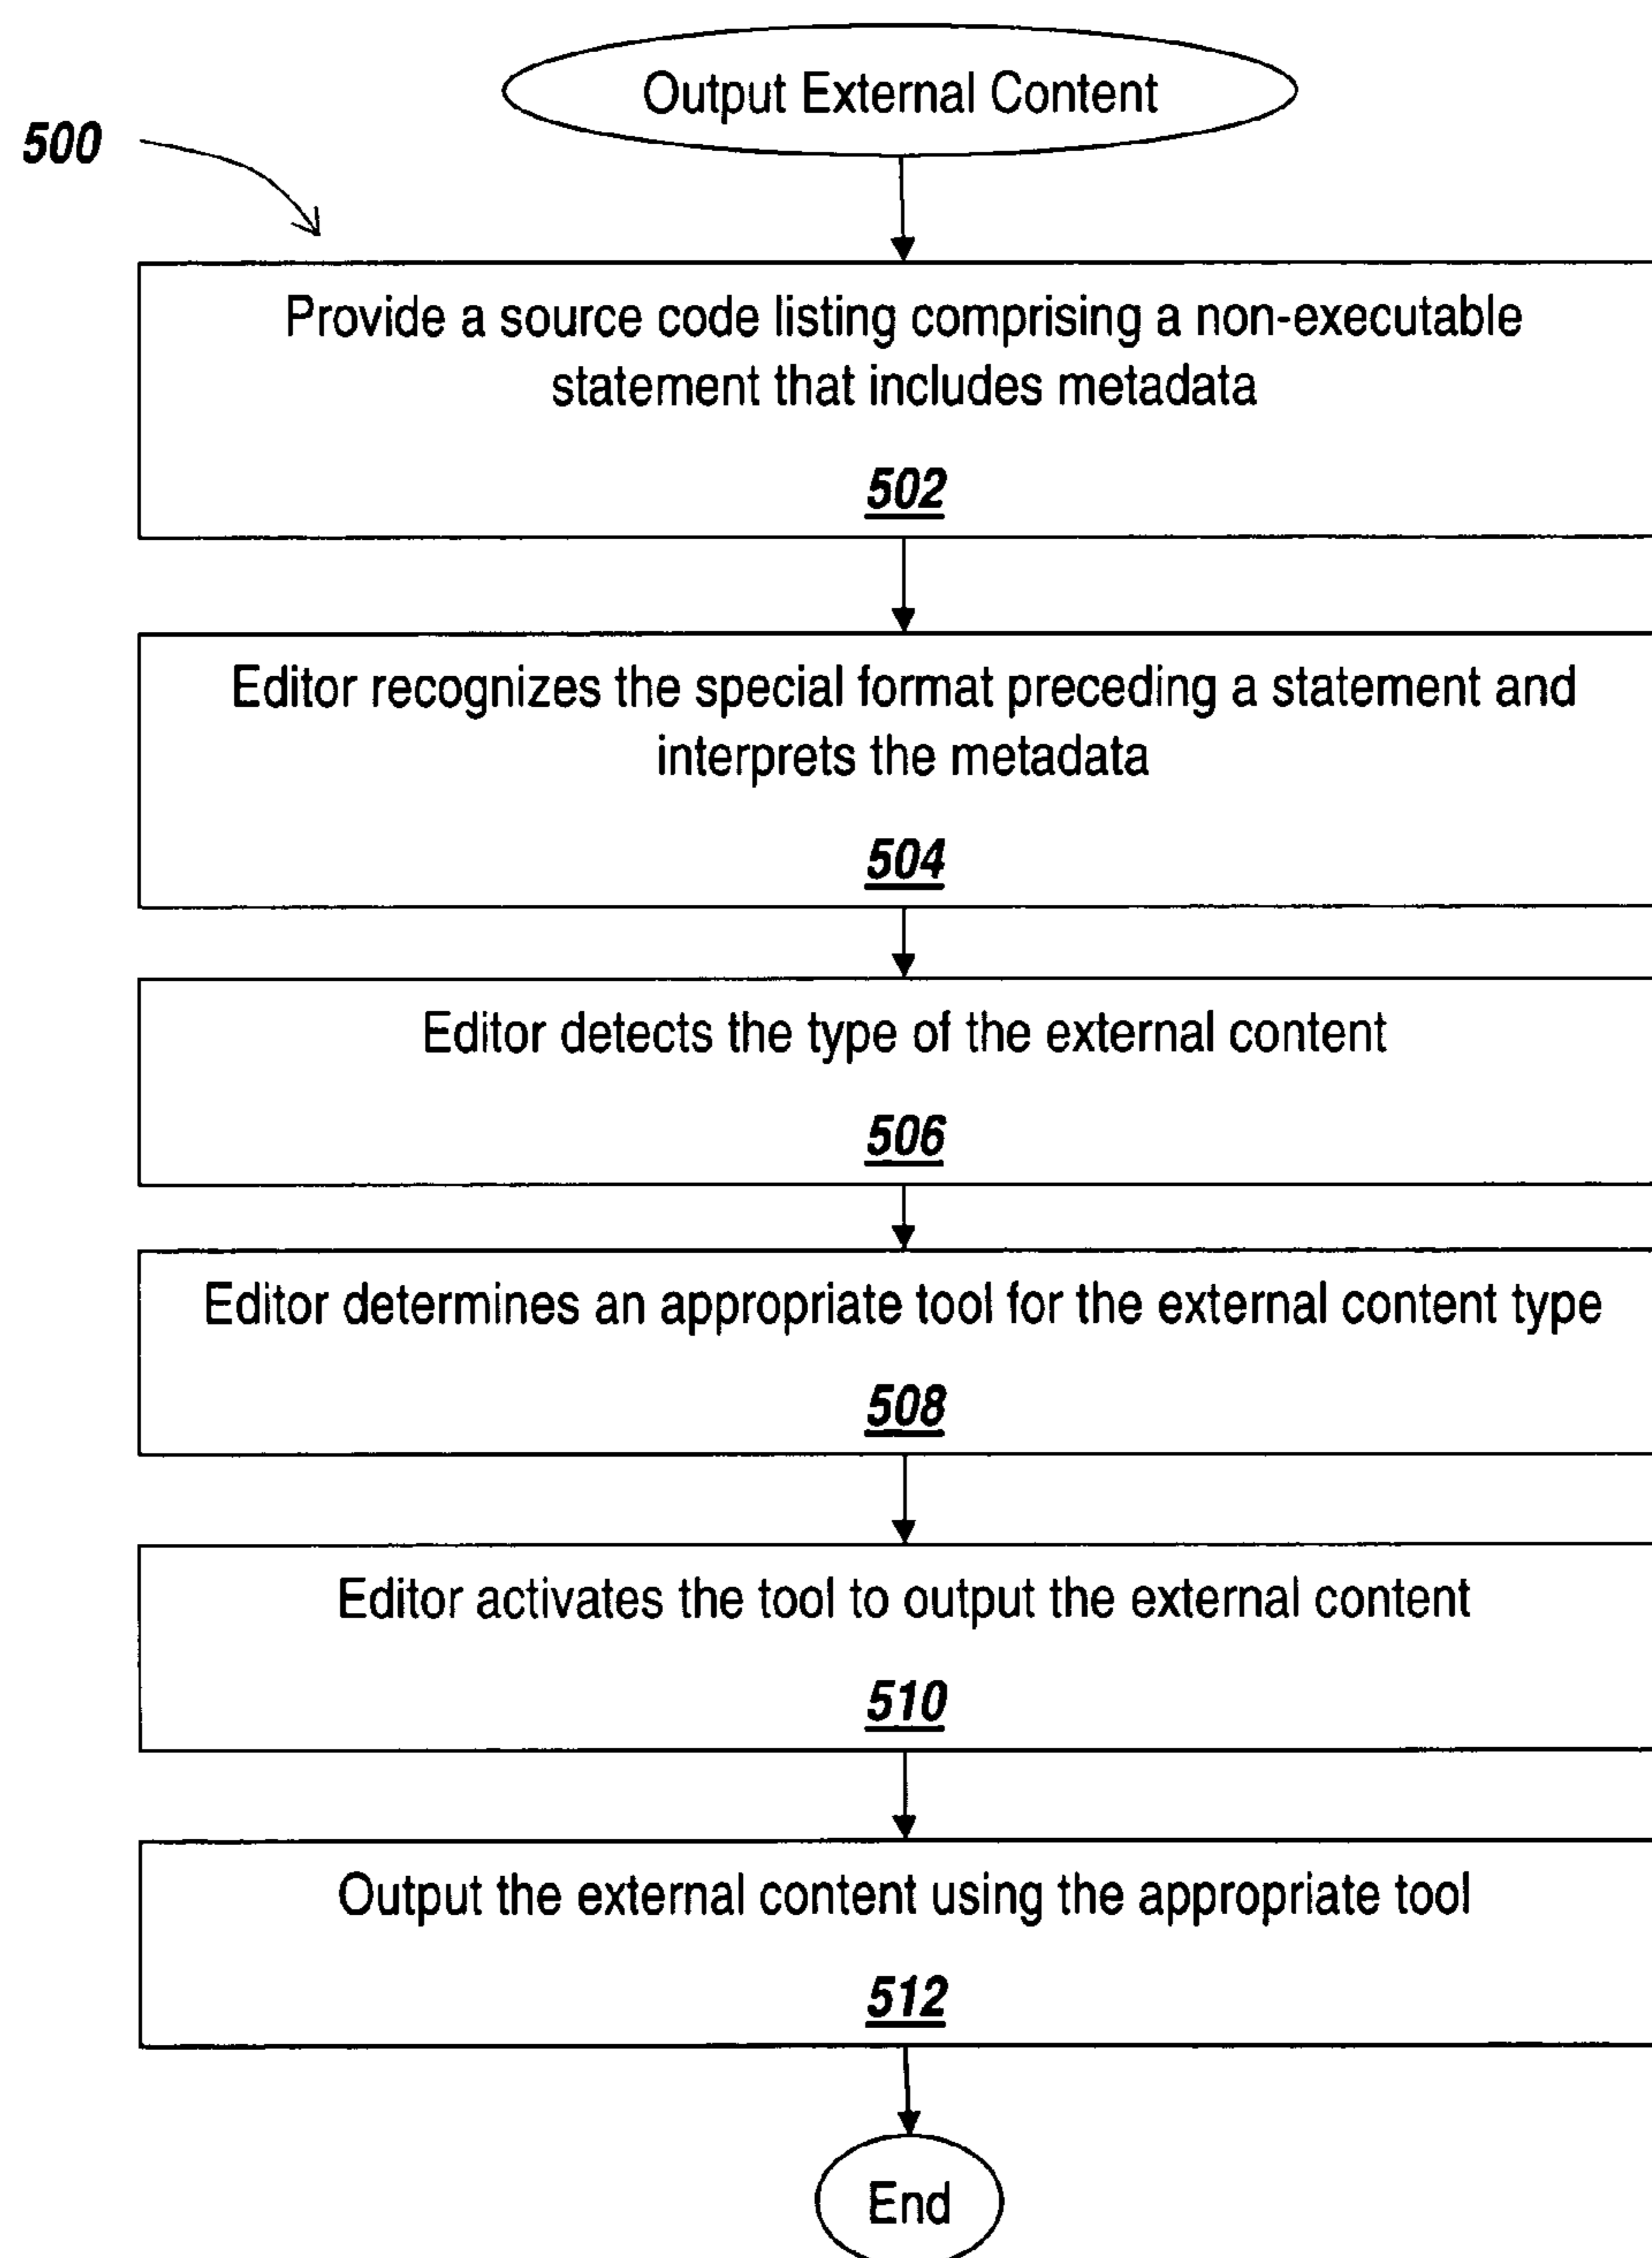 Output External Content
500
Provide a source code listing comprising a non-executable
statement that includes metadata
502
Editor recognizes the special format preceding a statement and
interprets the metadata
504
Editor detects the type of the external content
506
Editor determines an appropriate tool for the external content type
508
Editor activates the tool to output the external content
510
Output the external content using the appropriate tool
512
End